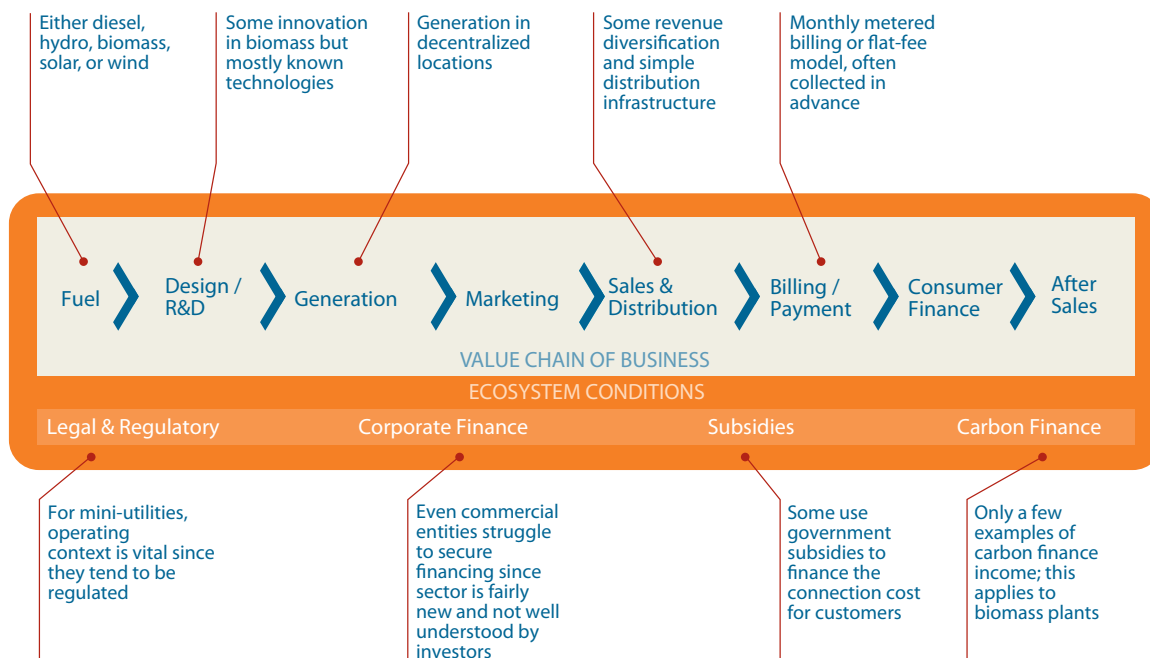 Either diesel,
hydro, biomass,
solar, or wind
Some innovation
in biomass but
mostly known
technologies
Generation in
decentralized
locations
Some revenue
diversification
and simple
distribution
infrastructure
Monthly metered
billing or flat-fee
model, often
collected in
advance
Fuel
Design /
R&D
Generation
Marketing
Sales &
Distribution
Billing /
Payment
Consumer
Finance
After
Sales
VALUE CHAIN OF BUSINESS
ECOSYSTEM CONDITIONS
Legal & Regulatory
Corporate Finance
Subsidies
Carbon Finance
For mini-utilities,
operating
context is vital since
they tend to be
regulated
Even commercial
entities struggle
to secure
financing since
sector is fairly
new and not well
understood by
investors
Some use
government
subsidies to
finance the
connection cost
for customers
Only a few
examples of
carbon finance
income; this
applies to
biomass plants